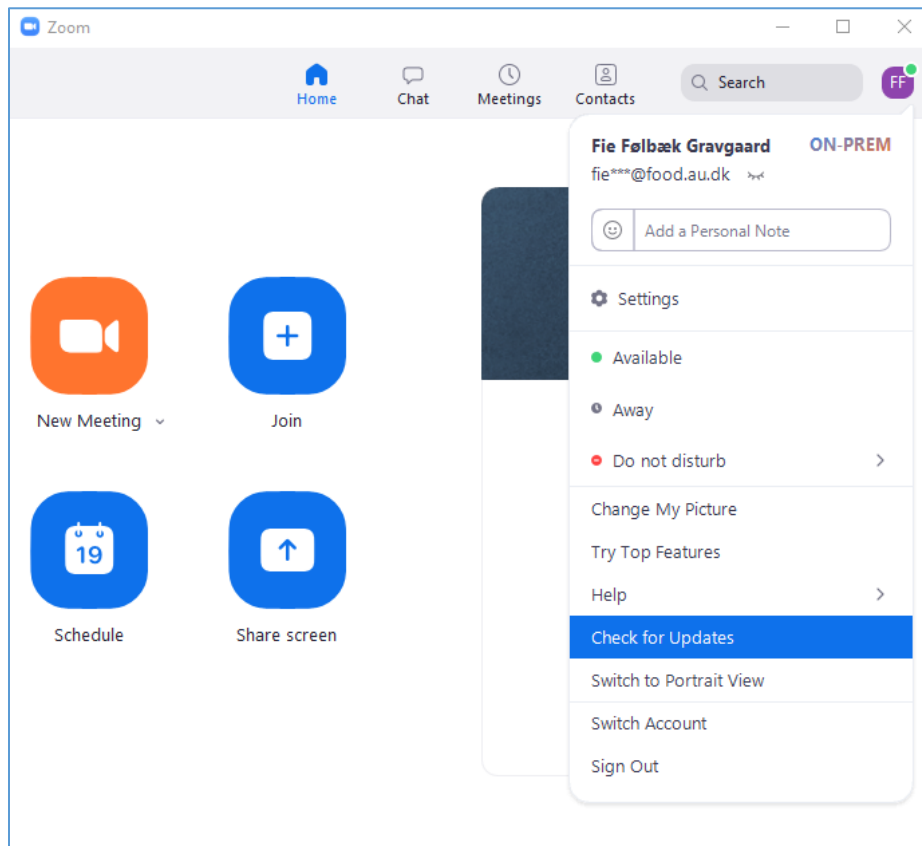 Zoom
Home
Chat
Meetings
Contacts
Search
FF
Fie Følbæk Gravgaard
ON-PREM
fie***@food.au.dk
Add a Personal Note
Settings
Available
Away
Do not disturb
Change My Picture
Try Top Features
Help
Check for Updates
Switch to Portrait View
Switch Account
Sign Out
New Meeting
Join
19
Schedule
Share screen